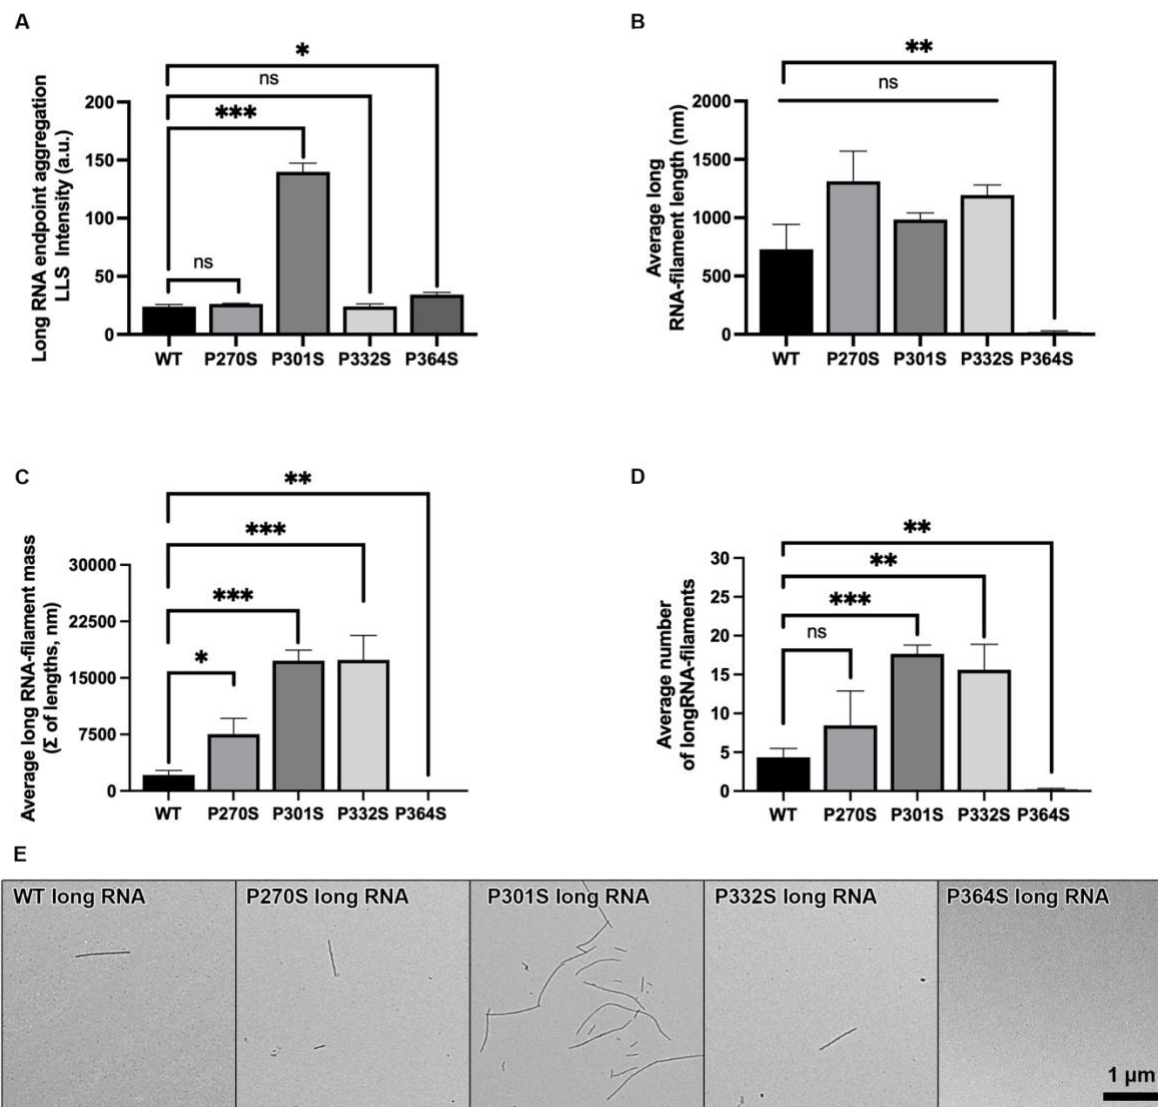 A
Long RNA endpoint aggregation
LLS Intensity (a.u.)
200
150
100
50
0
*
ns
***
ns
WT P270S P301S P332S P364S
B
Average long
RNA-filament length (nm)
2000
1500
1000
500
0
**
ns
WT P270S P301S P332S P364S
C
Average long RNA-filament mass
(Σ of lengths, nm)
30000
22500
15000
7500
0
**
***
***
*
WT P270S P301S P332S P364S
D
Average number
of longRNA-filaments
30
25
20
15
10
5
0
**
**
***
ns
WT P270S P301S P332S P364S
E
WT long RNA P270S long RNA P301S long RNA P332S long RNA P364S long RNA
1 µm